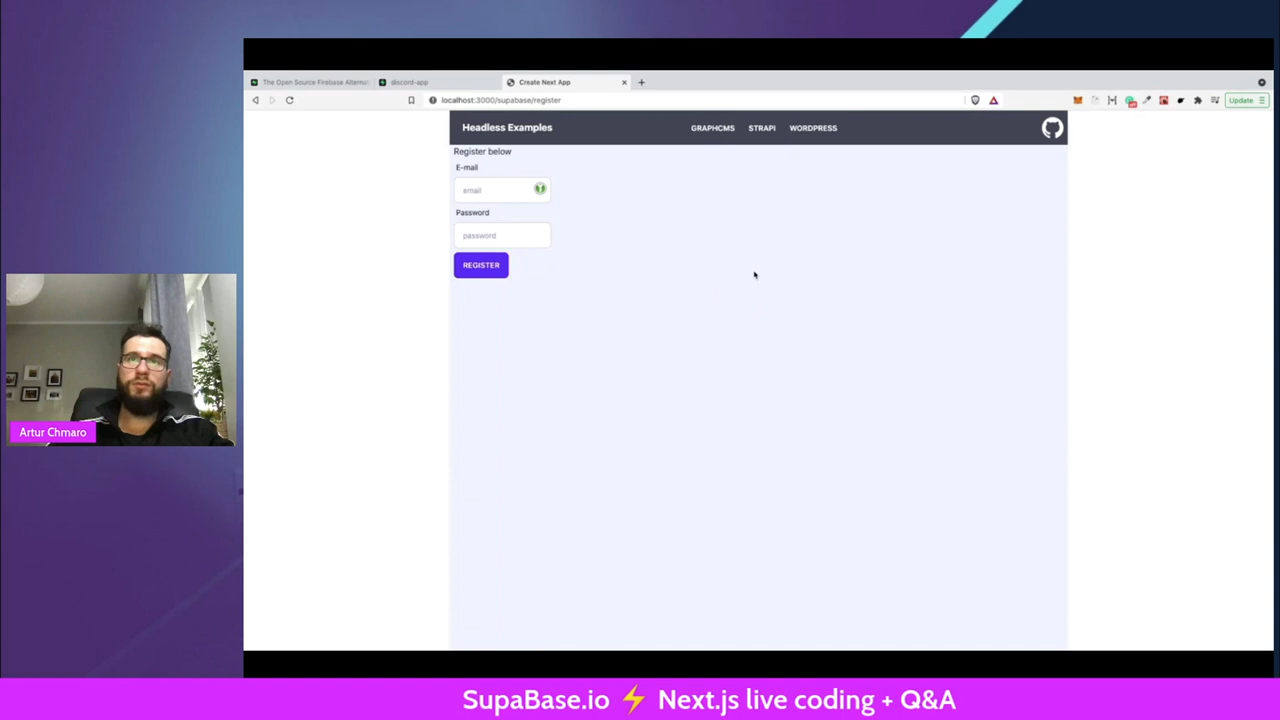 The Open Source Firebase Alterna
discord-app
Create Next App
localhost:3000/supabase/register
Update
Headless Examples
GRAPHCMS
STRAPI
WORDPRESS
Register below
E-mail
email
Password
password
REGISTER
Artur Chmaro
SupaBase.io ⚡ Next.js live coding + Q&A